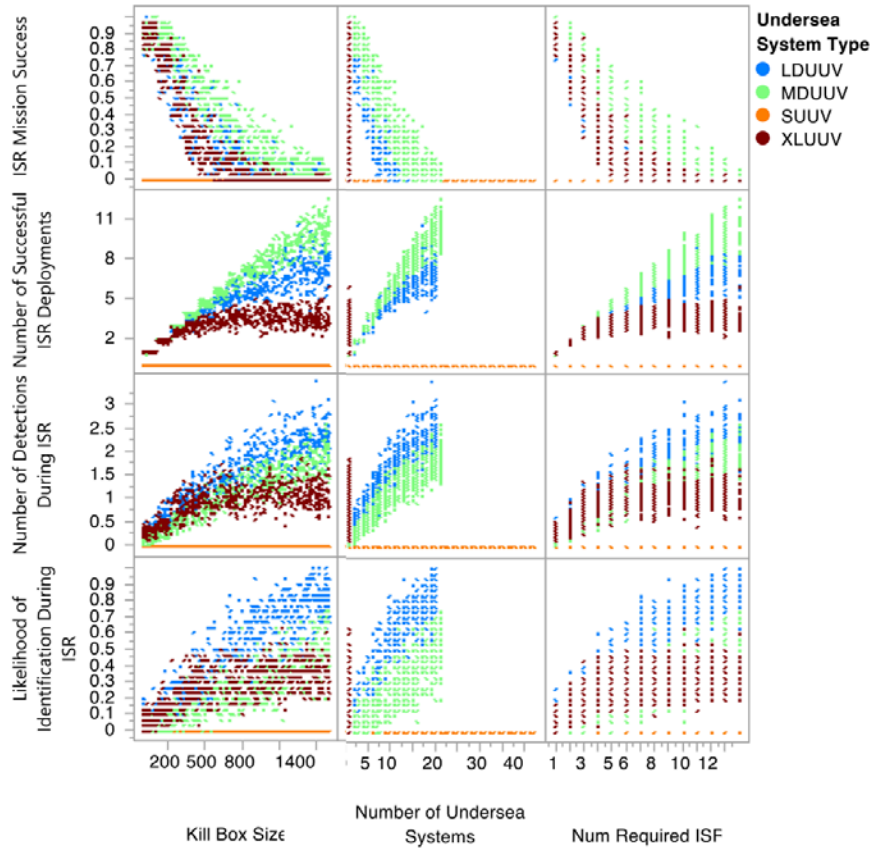 Undersea
System Type
LDUUV
MDUUV
SUUV
XLUUV
ISR Mission Success
0.9
0.8
0.7
0.6
0.5
0.4
0.3
0.2
0.1
0
Number of Successful
ISR Deployments
11
8
5
2
Number of Detections
During ISR
3
2.5
2
1.5
1
0.5
0
Likelihood of
Identification During
ISR
0.9
0.8
0.7
0.6
0.5
0.4
0.3
0.2
0.1
0
200 500 800 1400
5 10 20 30 40
1 3 5 6 8 10 12
Kill Box Size
Number of Undersea
Systems
Num Required ISF